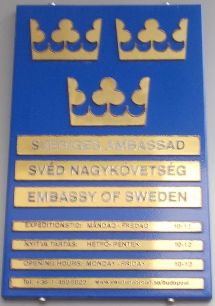 SVERIGES AMBASSAD
SVÉD NAGYKÖVETSÉG
EMBASSY OF SWEDEN
EXPEDITIONSTID: MÅNDAG-FREDAG 10-12
NYITVA TARTÁS: HÉTFŐ-PÉNTEK 10-12
OPENING HOURS: MONDAY-FRIDAY 10-12